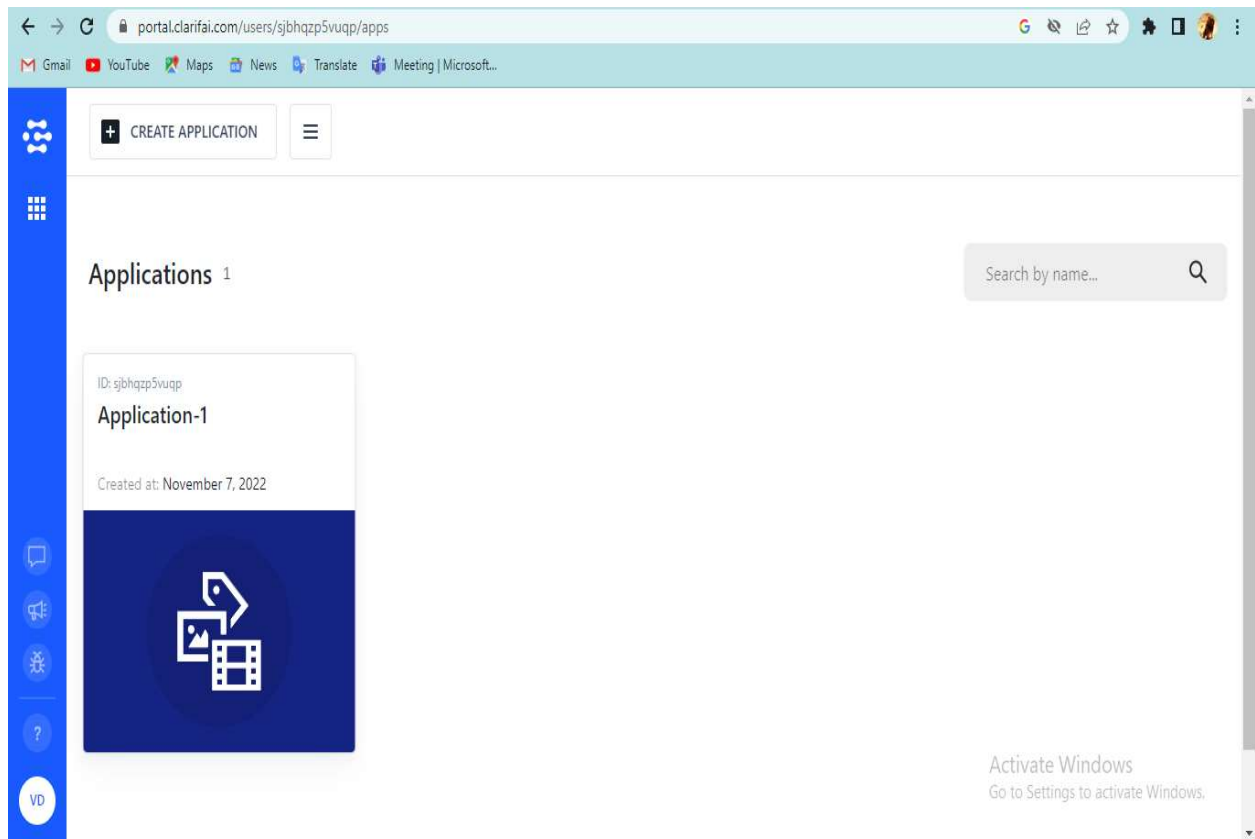 portal.clarifai.com/users/sjbhqzp5vuqp/apps
Gmail YouTube Maps News Translate Meeting | Microsoft...
CREATE APPLICATION
Applications 1
Search by name...
ID: sjbhqzp5vuqp
Application-1
Created at: November 7, 2022
?
Activate Windows
Go to Settings to activate Windows.
VD